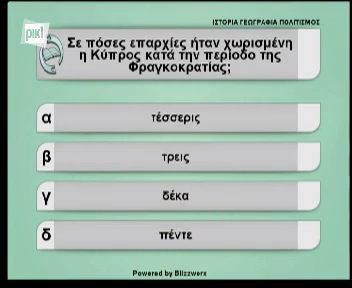 ΙΣΤΟΡΙΑ ΓΕΩΓΡΑΦΙΑ ΠΟΛΙΤΙΣΜΟΣ
ρικ1
Σε πόσες επαρχίες ήταν χωρισμένη
η Κύπρος κατά την περίοδο της
Φραγκοκρατίας;
α τέσσερις
β τρεις
γ δέκα
δ πέντε
Powered by Blizzwerx